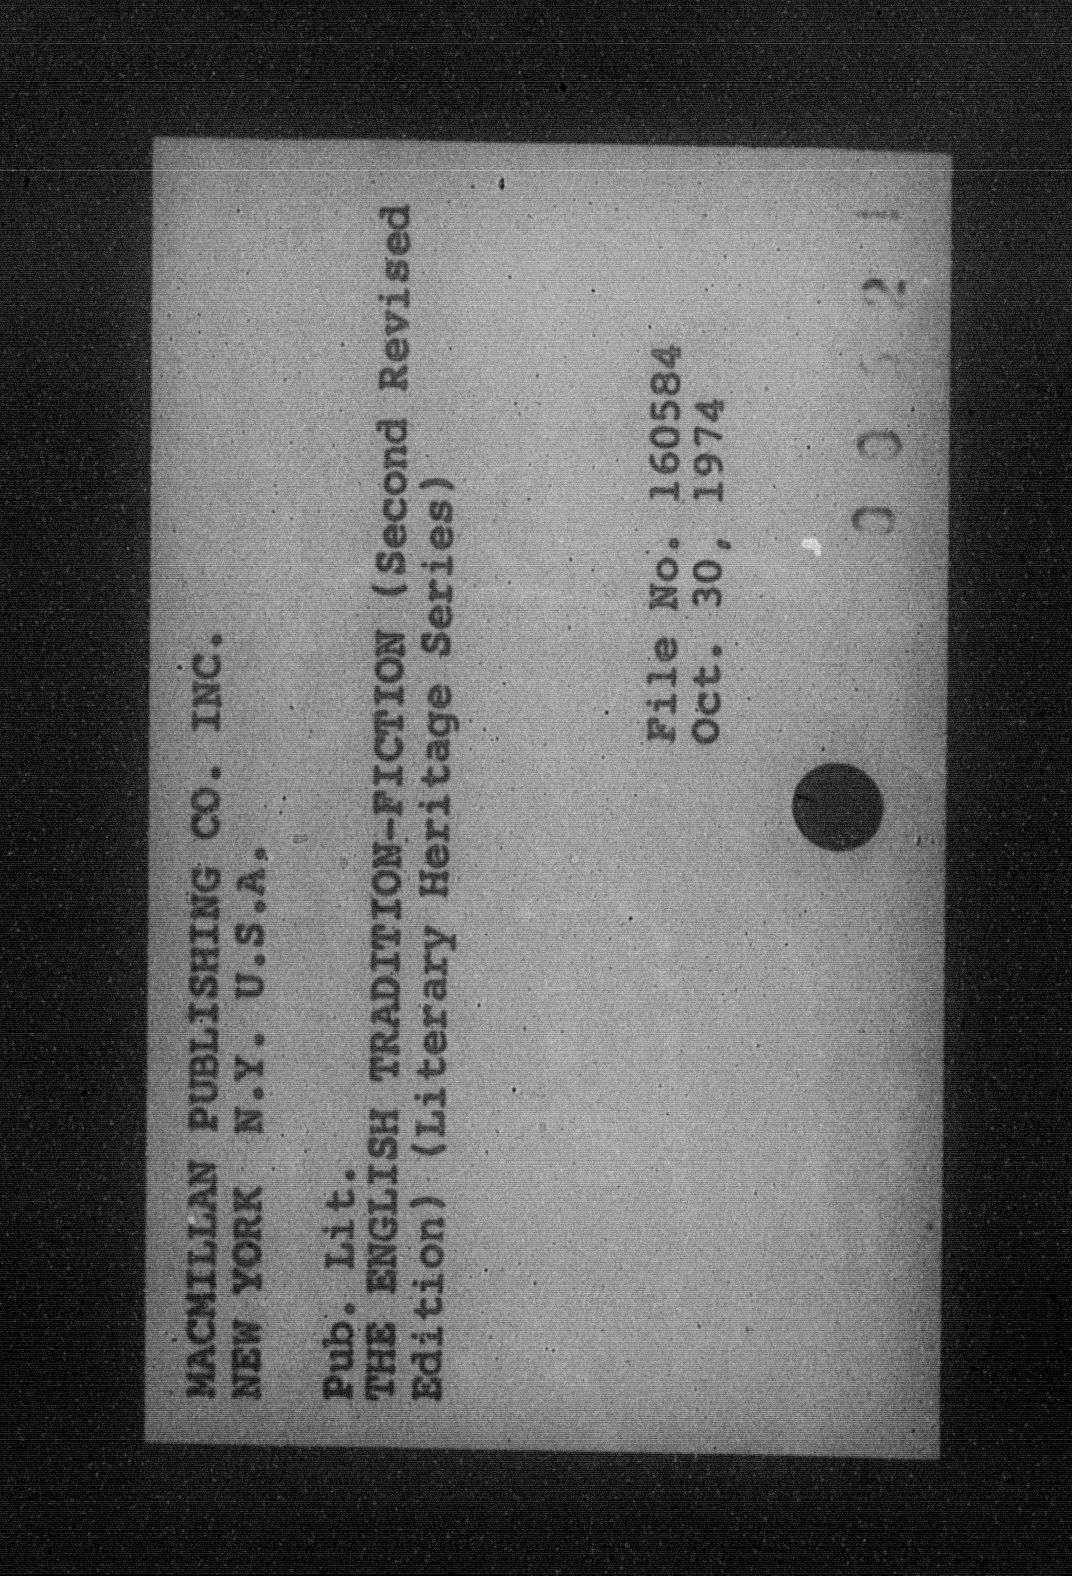 MACMILLAN PUBLISHING CO. INC.
NEW YORK N.Y. U.S.A.
Pub. Lit.
THE ENGLISH TRADITION-FICTION (Second Revised
Edition) (Literary Heritage Series)
File No. 160584
Oct. 30, 1974